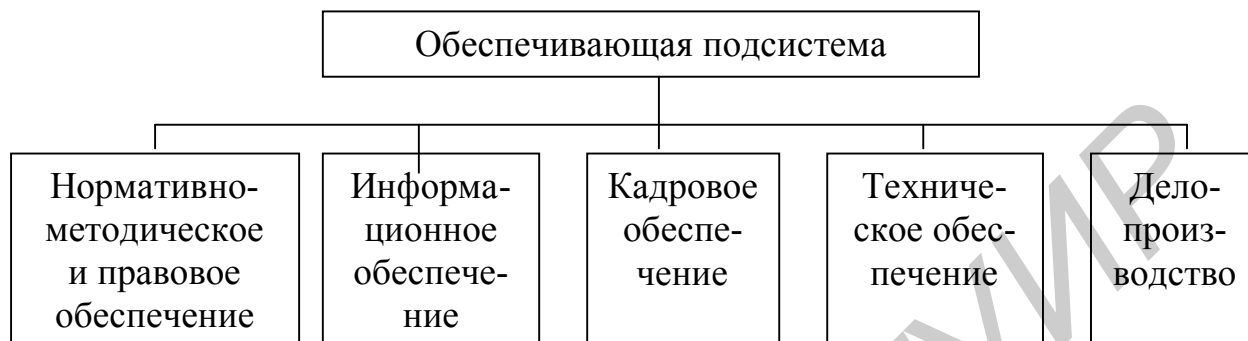 Обеспечивающая подсистема
Нормативно-
методическое
и правовое
обеспечение
Информа-
ционное
обеспече-
ние
Кадровое
обеспе-
чение
Техниче-
ское обес-
печение
Дело-
произ-
водство
УИР